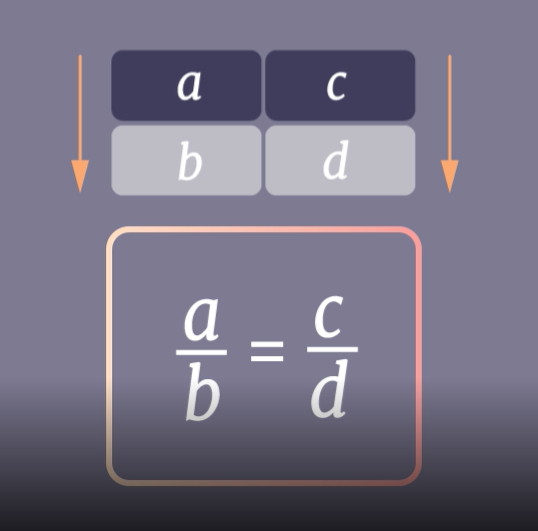 a c
b d
a/b = c/d